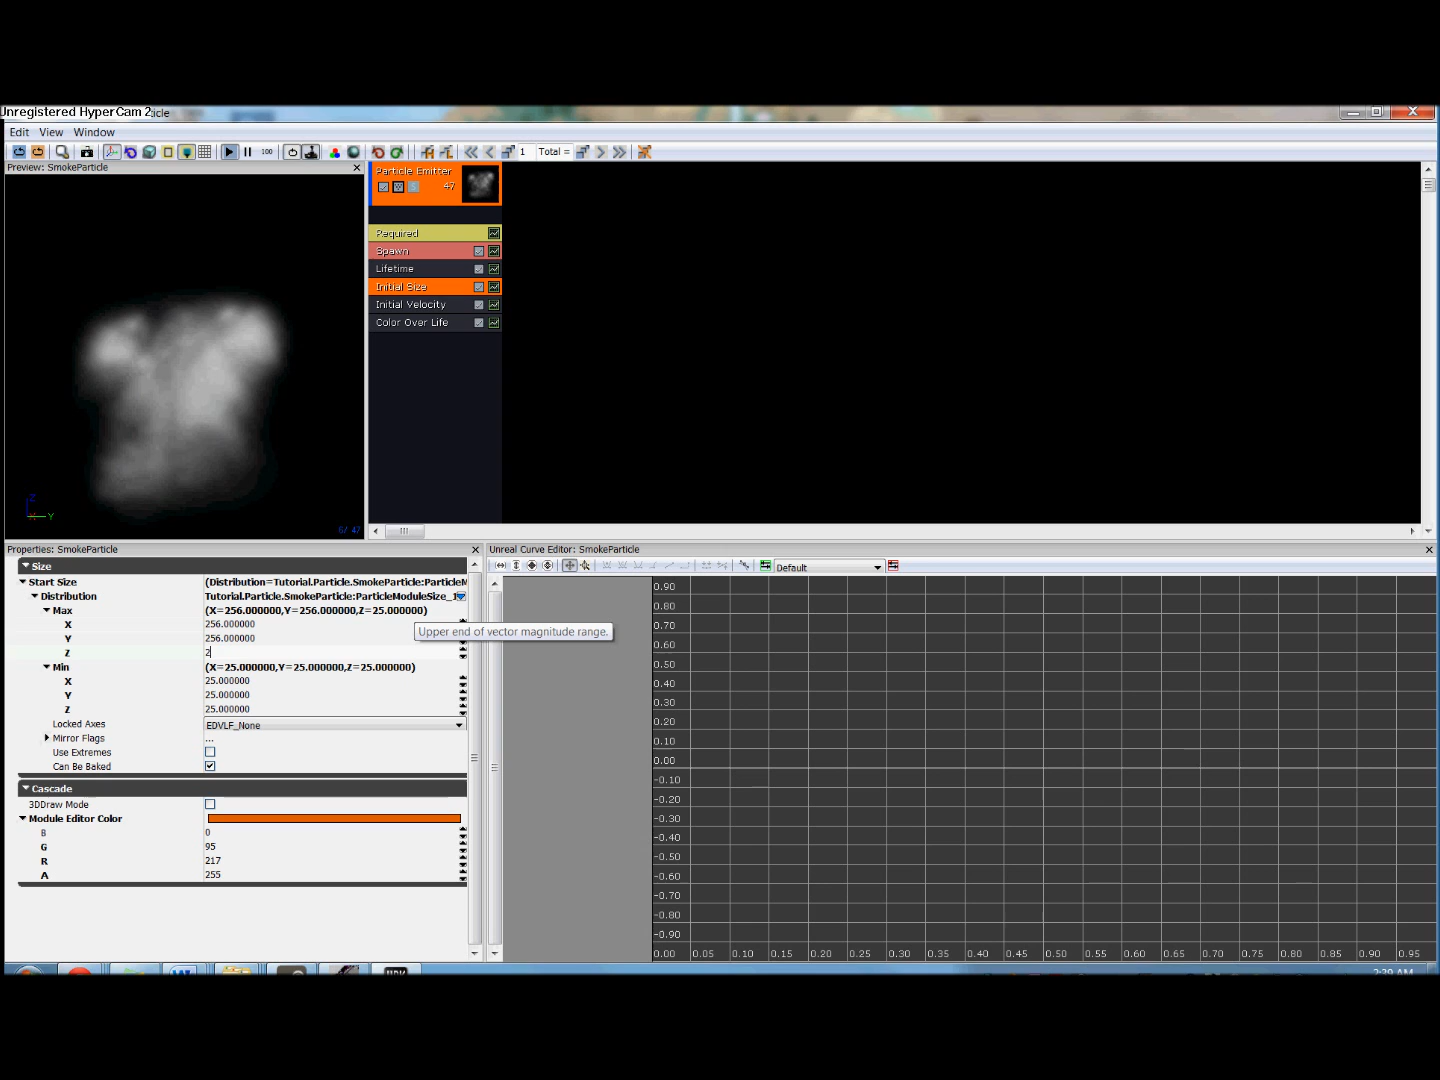 Unregistered HyperCam 2
icle
Edit View Window
100 1 Total =
Preview: SmokeParticle
Particle Emitter
47
Required
Spawn
Lifetime
Initial Size
Initial Velocity
Color Over Life
Z
X Y
6/ 47
Properties: SmokeParticle
Size
Start Size (Distribution=Tutorial.Particle.SmokeParticle:ParticleM
Distribution Tutorial.Particle.SmokeParticle:ParticleModuleSize_1
Max (X=256.000000,Y=256.000000,Z=25.000000)
X 256.000000
Y 256.000000
Z 2
Upper end of vector magnitude range.
Min (X=25.000000,Y=25.000000,Z=25.000000)
X 25.000000
Y 25.000000
Z 25.000000
Locked Axes EDVLF_None
Mirror Flags ...
Use Extremes
Can Be Baked
Cascade
3DDraw Mode
Module Editor Color
B 0
G 95
R 217
A 255
Unreal Curve Editor: SmokeParticle
Default
0.90
0.80
0.70
0.60
0.50
0.40
0.30
0.20
0.10
0.00
-0.10
-0.20
-0.30
-0.40
-0.50
-0.60
-0.70
-0.80
-0.90
0.00 0.05 0.10 0.15 0.20 0.25 0.30 0.35 0.40 0.45 0.50 0.55 0.60 0.65 0.70 0.75 0.80 0.85 0.90 0.95
2:39 AM